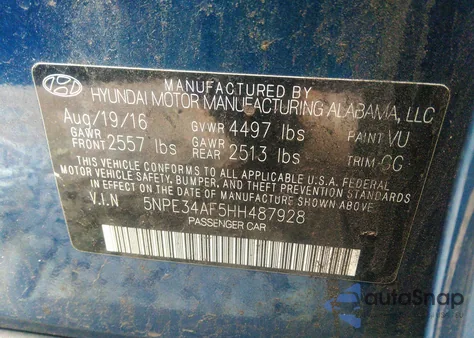 MANUFACTURED BY
HYUNDAI MOTOR MANUFACTURING ALABAMA, LLC
Aug/19/16 GVWR 4497 lbs PAINT VU
GAWR FRONT 2557 lbs GAWR REAR 2513 lbs TRIM GG
THIS VEHICLE CONFORMS TO ALL APPLICABLE U.S.A. FEDERAL
MOTOR VEHICLE SAFETY, BUMPER, AND THEFT PREVENTION STANDARDS
IN EFFECT ON THE DATE OF MANUFACTURE SHOWN ABOVE.
V.I.N 5NPE34AF5HH487928
PASSENGER CAR
autoSnap